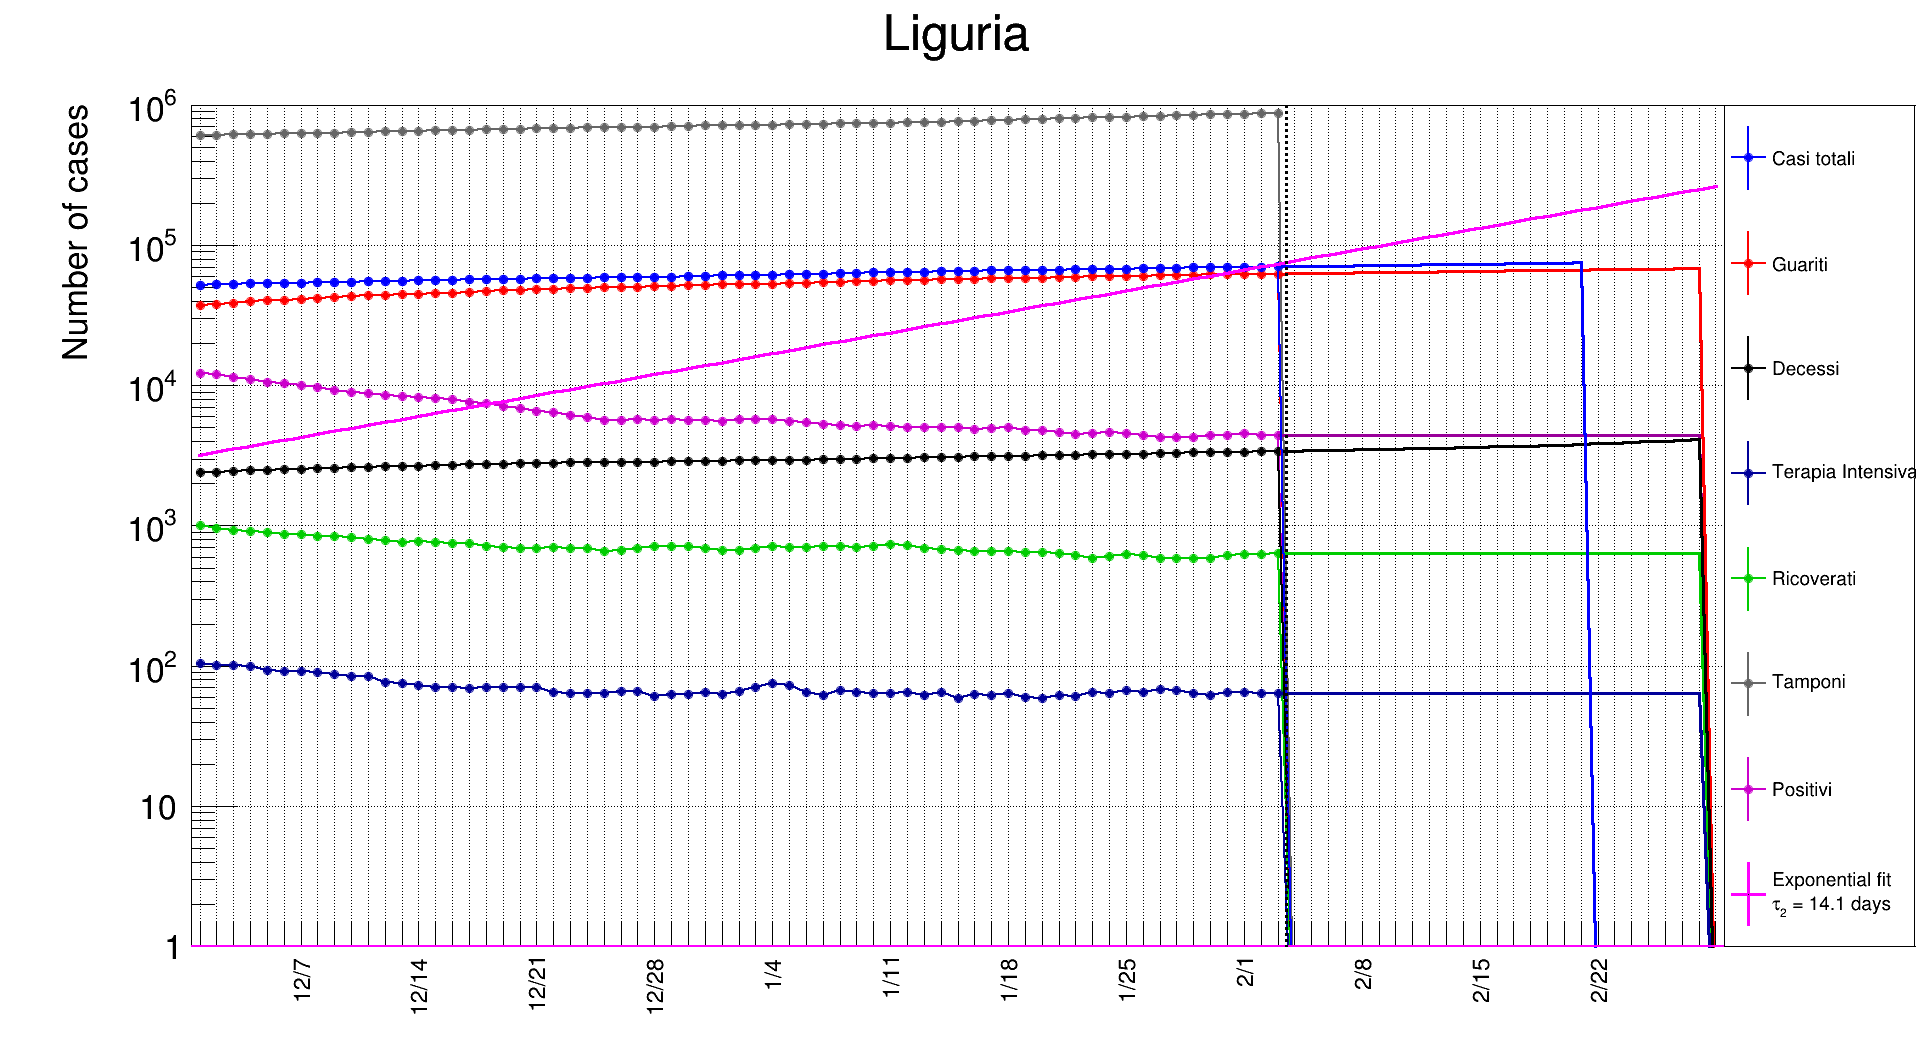 Liguria
Number of cases
10^6
10^5
10^4
10^3
10^2
10
1
12/7
12/14
12/21
12/28
1/4
1/11
1/18
1/25
2/1
2/8
2/15
2/22
Casi totali
Guariti
Decessi
Terapia Intensiva
Ricoverati
Tamponi
Positivi
Exponential fit
τ₂ = 14.1 days